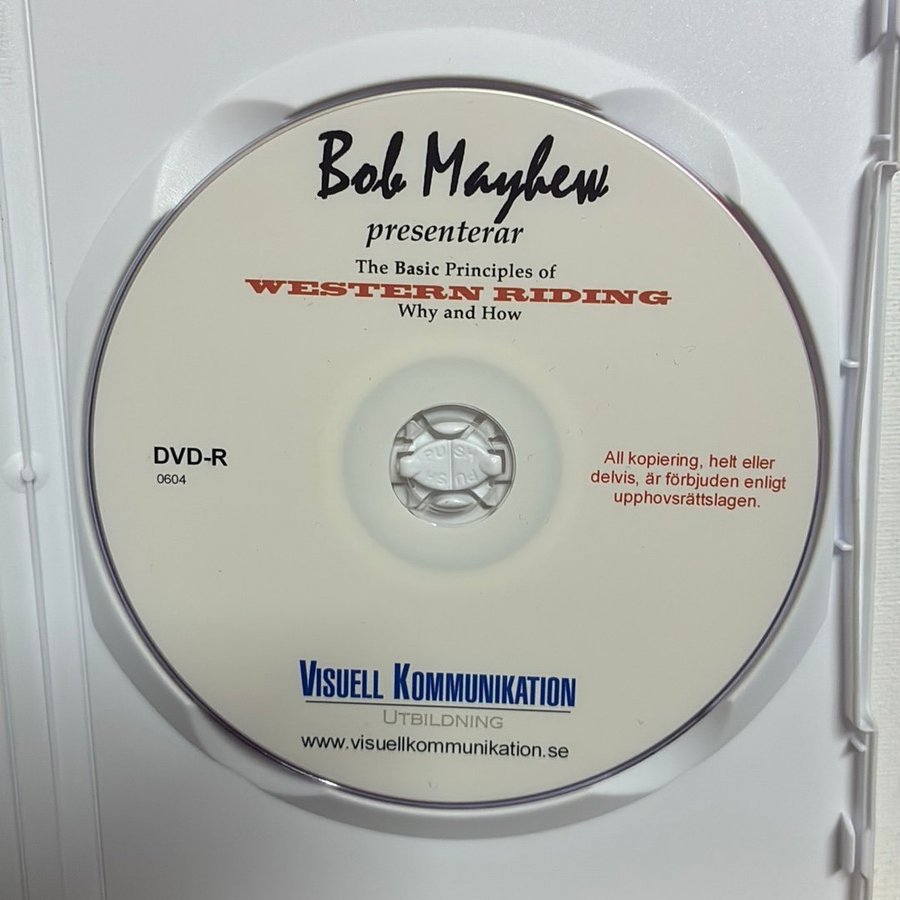 Bob Mayhew
presenterar
The Basic Principles of
WESTERN RIDING
Why and How
DVD-R
0604
All kopiering, helt eller
delvis, är förbjuden enligt
upphovsrättslagen.
PUSH
PUSH
VISUELL KOMMUNIKATION
UTBILDNING
www.visuellkommunikation.se